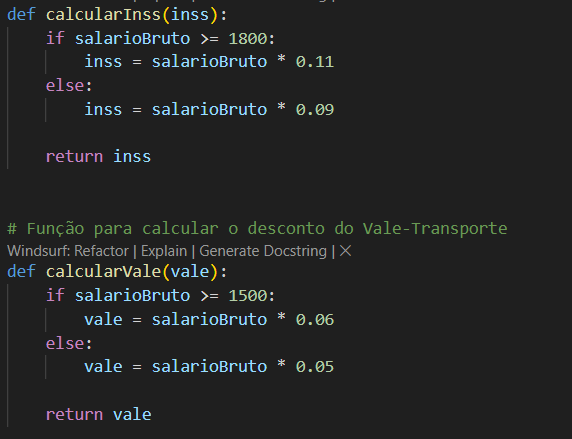 def calcularInss(inss):
    if salarioBruto >= 1800:
        inss = salarioBruto * 0.11
    else:
        inss = salarioBruto * 0.09

    return inss

# Função para calcular o desconto do Vale-Transporte
Windsurf: Refactor | Explain | Generate Docstring | ×
def calcularVale(vale):
    if salarioBruto >= 1500:
        vale = salarioBruto * 0.06
    else:
        vale = salarioBruto * 0.05

    return vale